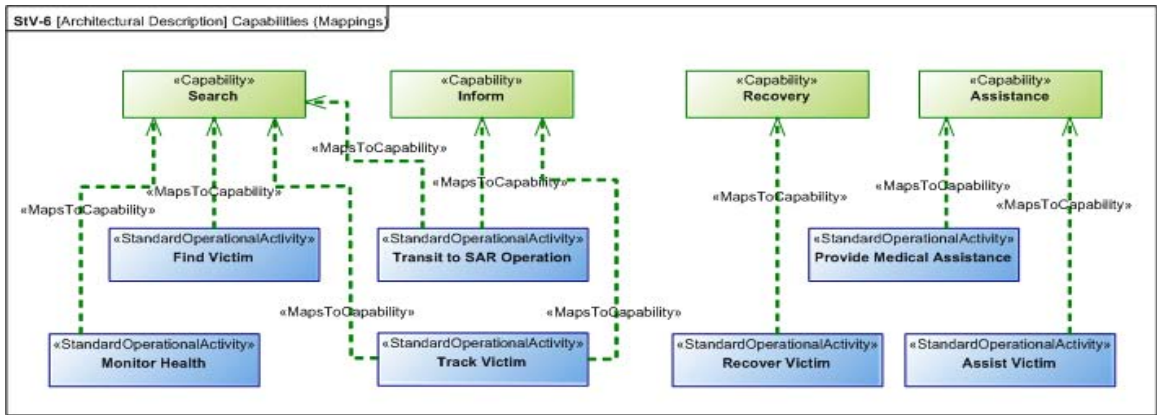 StV-6 [Architectural Description] Capabilities (Mappings)
«Capability»
Search
«Capability»
Inform
«Capability»
Recovery
«Capability»
Assistance
«MapsToCapability»
«MapsToCapability»
«MapsToCapability»
«MapsToCapability»
«MapsToCapability»
«MapsToCapability»
«MapsToCapability»
«MapsToCapability»
«StandardOperationalActivity»
Find Victim
«StandardOperationalActivity»
Transit to SAR Operation
«StandardOperationalActivity»
Provide Medical Assistance
«MapsToCapability»
«MapsToCapability»
«StandardOperationalActivity»
Monitor Health
«StandardOperationalActivity»
Track Victim
«StandardOperationalActivity»
Recover Victim
«StandardOperationalActivity»
Assist Victim